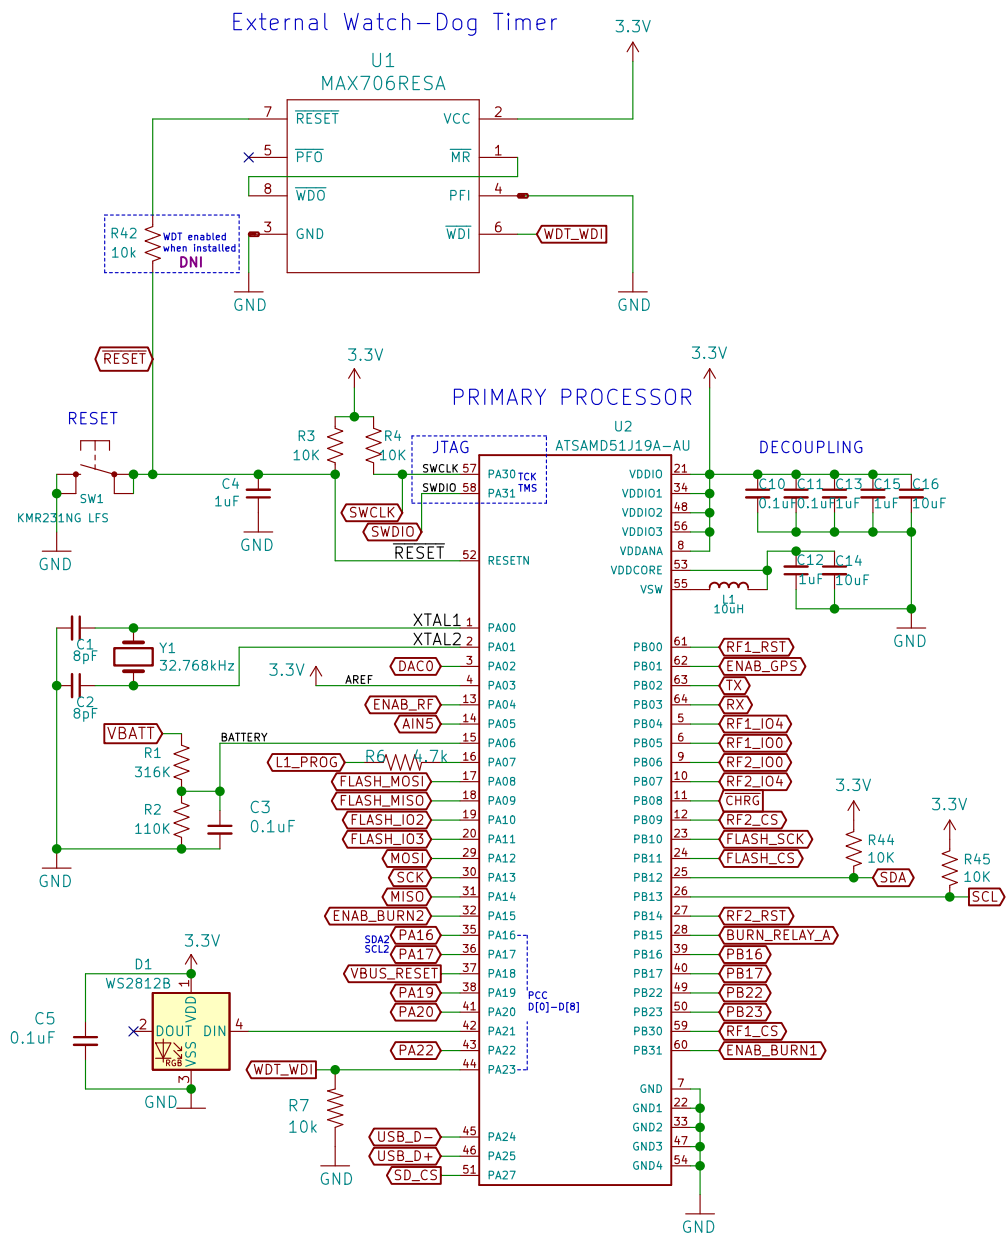 External Watch-Dog Timer
3.3V
U1
MAX706RESA
7 RESET VCC 2
5 PFO MR 1
8 WDO PFI 4
3 GND WDI 6
WDT_WDI
R42
10k
WDT enabled
when installed
DNI
GND
GND
RESET
3.3V
3.3V
PRIMARY PROCESSOR
RESET
U2
ATSAMD51J19A-AU
R3
10K
R4
10K
JTAG
DECOUPLING
SWCLK 57 PA30
TCK
SWDIO 58 PA31
TMS
SW1
KMR231NG LFS
GND
C4
1uF
GND
SWCLK
SWDIO
RESET
52 RESETN
VDDIO 21
VDDIO1 34
VDDIO2 48
VDDIO3 56
VDDANA 8
VDDCORE 53
VSW 55
C10
0.1uF
C11
0.1uF
C13
1uF
C15
1uF
C16
10uF
C12
1uF
C14
10uF
L1
10uH
GND
XTAL1 1 PA00
XTAL2 2 PA01
C1
8pF
Y1
32.768kHz
C2
8pF
DAC0 3 PA02
3.3V
AREF 4 PA03
ENAB_RF 13 PA04
AIN5 14 PA05
VBATT
BATTERY 15 PA06
R1
316K
R2
110K
C3
0.1uF
GND
L1_PROG R6 4.7k 16 PA07
FLASH_MOSI 17 PA08
FLASH_MISO 18 PA09
FLASH_IO2 19 PA10
FLASH_IO3 20 PA11
MOSI 29 PA12
SCK 30 PA13
MISO 31 PA14
ENAB_BURN2 32 PA15
SDA2 PA16 35 PA16
SCL2 PA17 36 PA17
VBUS_RESET 37 PA18
PA19 38 PA19
PA20 41 PA20
PCC
D[0]-D[8]
42 PA21
PA22 43 PA22
WDT_WDI 44 PA23
R7
10k
GND
USB_D- 45 PA24
USB_D+ 46 PA25
SD_CS 51 PA27
PB00 61 RF1_RST
PB01 62 ENAB_GPS
PB02 63 TX
PB03 64 RX
PB04 5 RF1_IO4
PB05 6 RF1_IO0
PB06 9 RF2_IO0
PB07 10 RF2_IO4
PB08 11 CHRG
PB09 12 RF2_CS
PB10 23 FLASH_SCK
PB11 24 FLASH_CS
PB12 25 SDA
PB13 26 SCL
3.3V
R44
10K
3.3V
R45
10K
PB14 27 RF2_RST
PB15 28 BURN_RELAY_A
PB16 39 PB16
PB17 40 PB17
PB22 49 PB22
PB23 50 PB23
PB30 59 RF1_CS
PB31 60 ENAB_BURN1
GND 7
GND1 22
GND2 33
GND3 47
GND4 54
GND
3.3V
D1
WS2812B
C5
0.1uF
1
VDD
2 DOUT DIN 4
VSS
RGB
3
GND